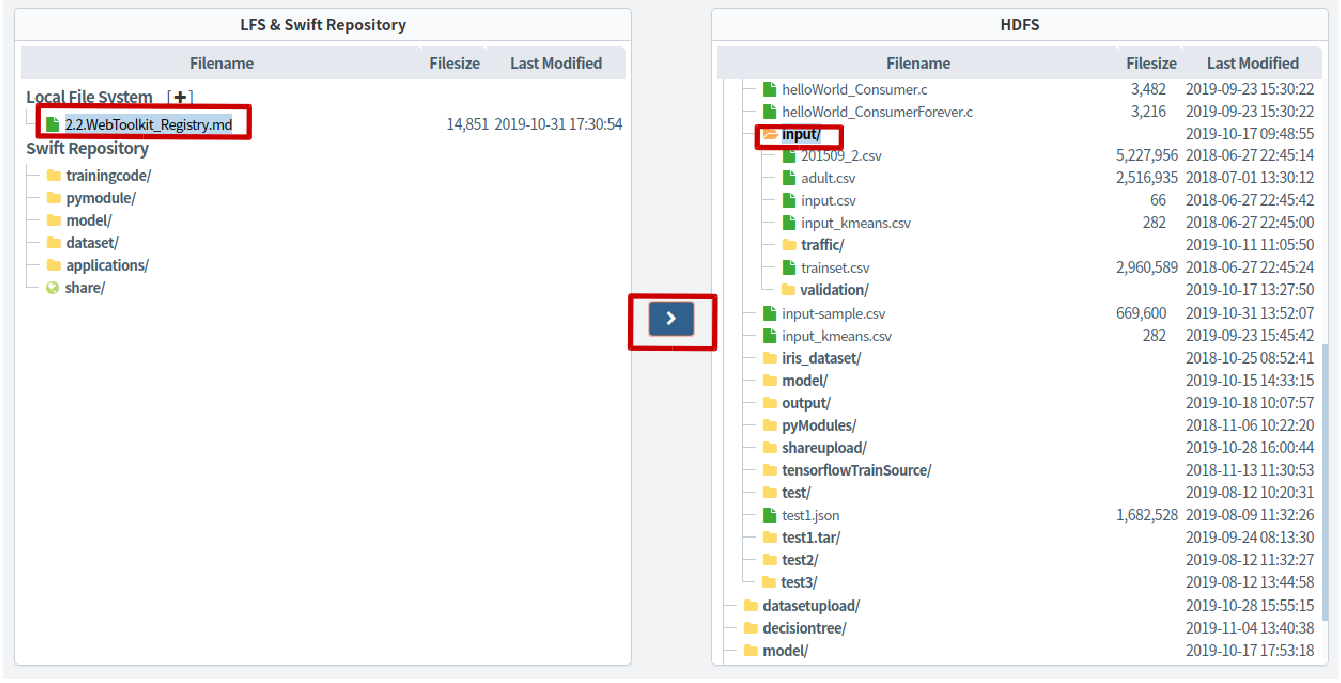 LFS & Swift Repository
Filename Filesize Last Modified
Local File System [+]
2.2.WebToolkit_Registry.md 14,851 2019-10-31 17:30:54
Swift Repository
trainingcode/
pymodule/
model/
dataset/
applications/
share/
HDFS
Filename Filesize Last Modified
helloWorld_Consumer.c 3,482 2019-09-23 15:30:22
helloWorld_ConsumerForever.c 3,216 2019-09-23 15:30:22
input/ 2019-10-17 09:48:55
201509_2.csv 5,227,956 2018-06-27 22:45:14
adult.csv 2,516,935 2018-07-01 13:30:12
input.csv 66 2018-06-27 22:45:42
input_kmeans.csv 282 2018-06-27 22:45:00
traffic/ 2019-10-11 11:05:50
trainset.csv 2,960,589 2018-06-27 22:45:24
validation/ 2019-10-17 13:27:50
input-sample.csv 669,600 2019-10-31 13:52:07
input_kmeans.csv 282 2019-09-23 15:45:42
iris_dataset/ 2018-10-25 08:52:41
model/ 2019-10-15 14:33:15
output/ 2019-10-18 10:07:57
pyModules/ 2018-11-06 10:22:20
shareupload/ 2019-10-28 16:00:44
tensorflowTrainSource/ 2018-11-13 11:30:53
test/ 2019-08-12 10:20:31
test1.json 1,682,528 2019-08-09 11:32:26
test1.tar/ 2019-09-24 08:13:30
test2/ 2019-08-12 11:32:27
test3/ 2019-08-12 13:44:58
datasetupload/ 2019-10-28 15:55:15
decisiontree/ 2019-11-04 13:40:38
model/ 2019-10-17 17:53:18